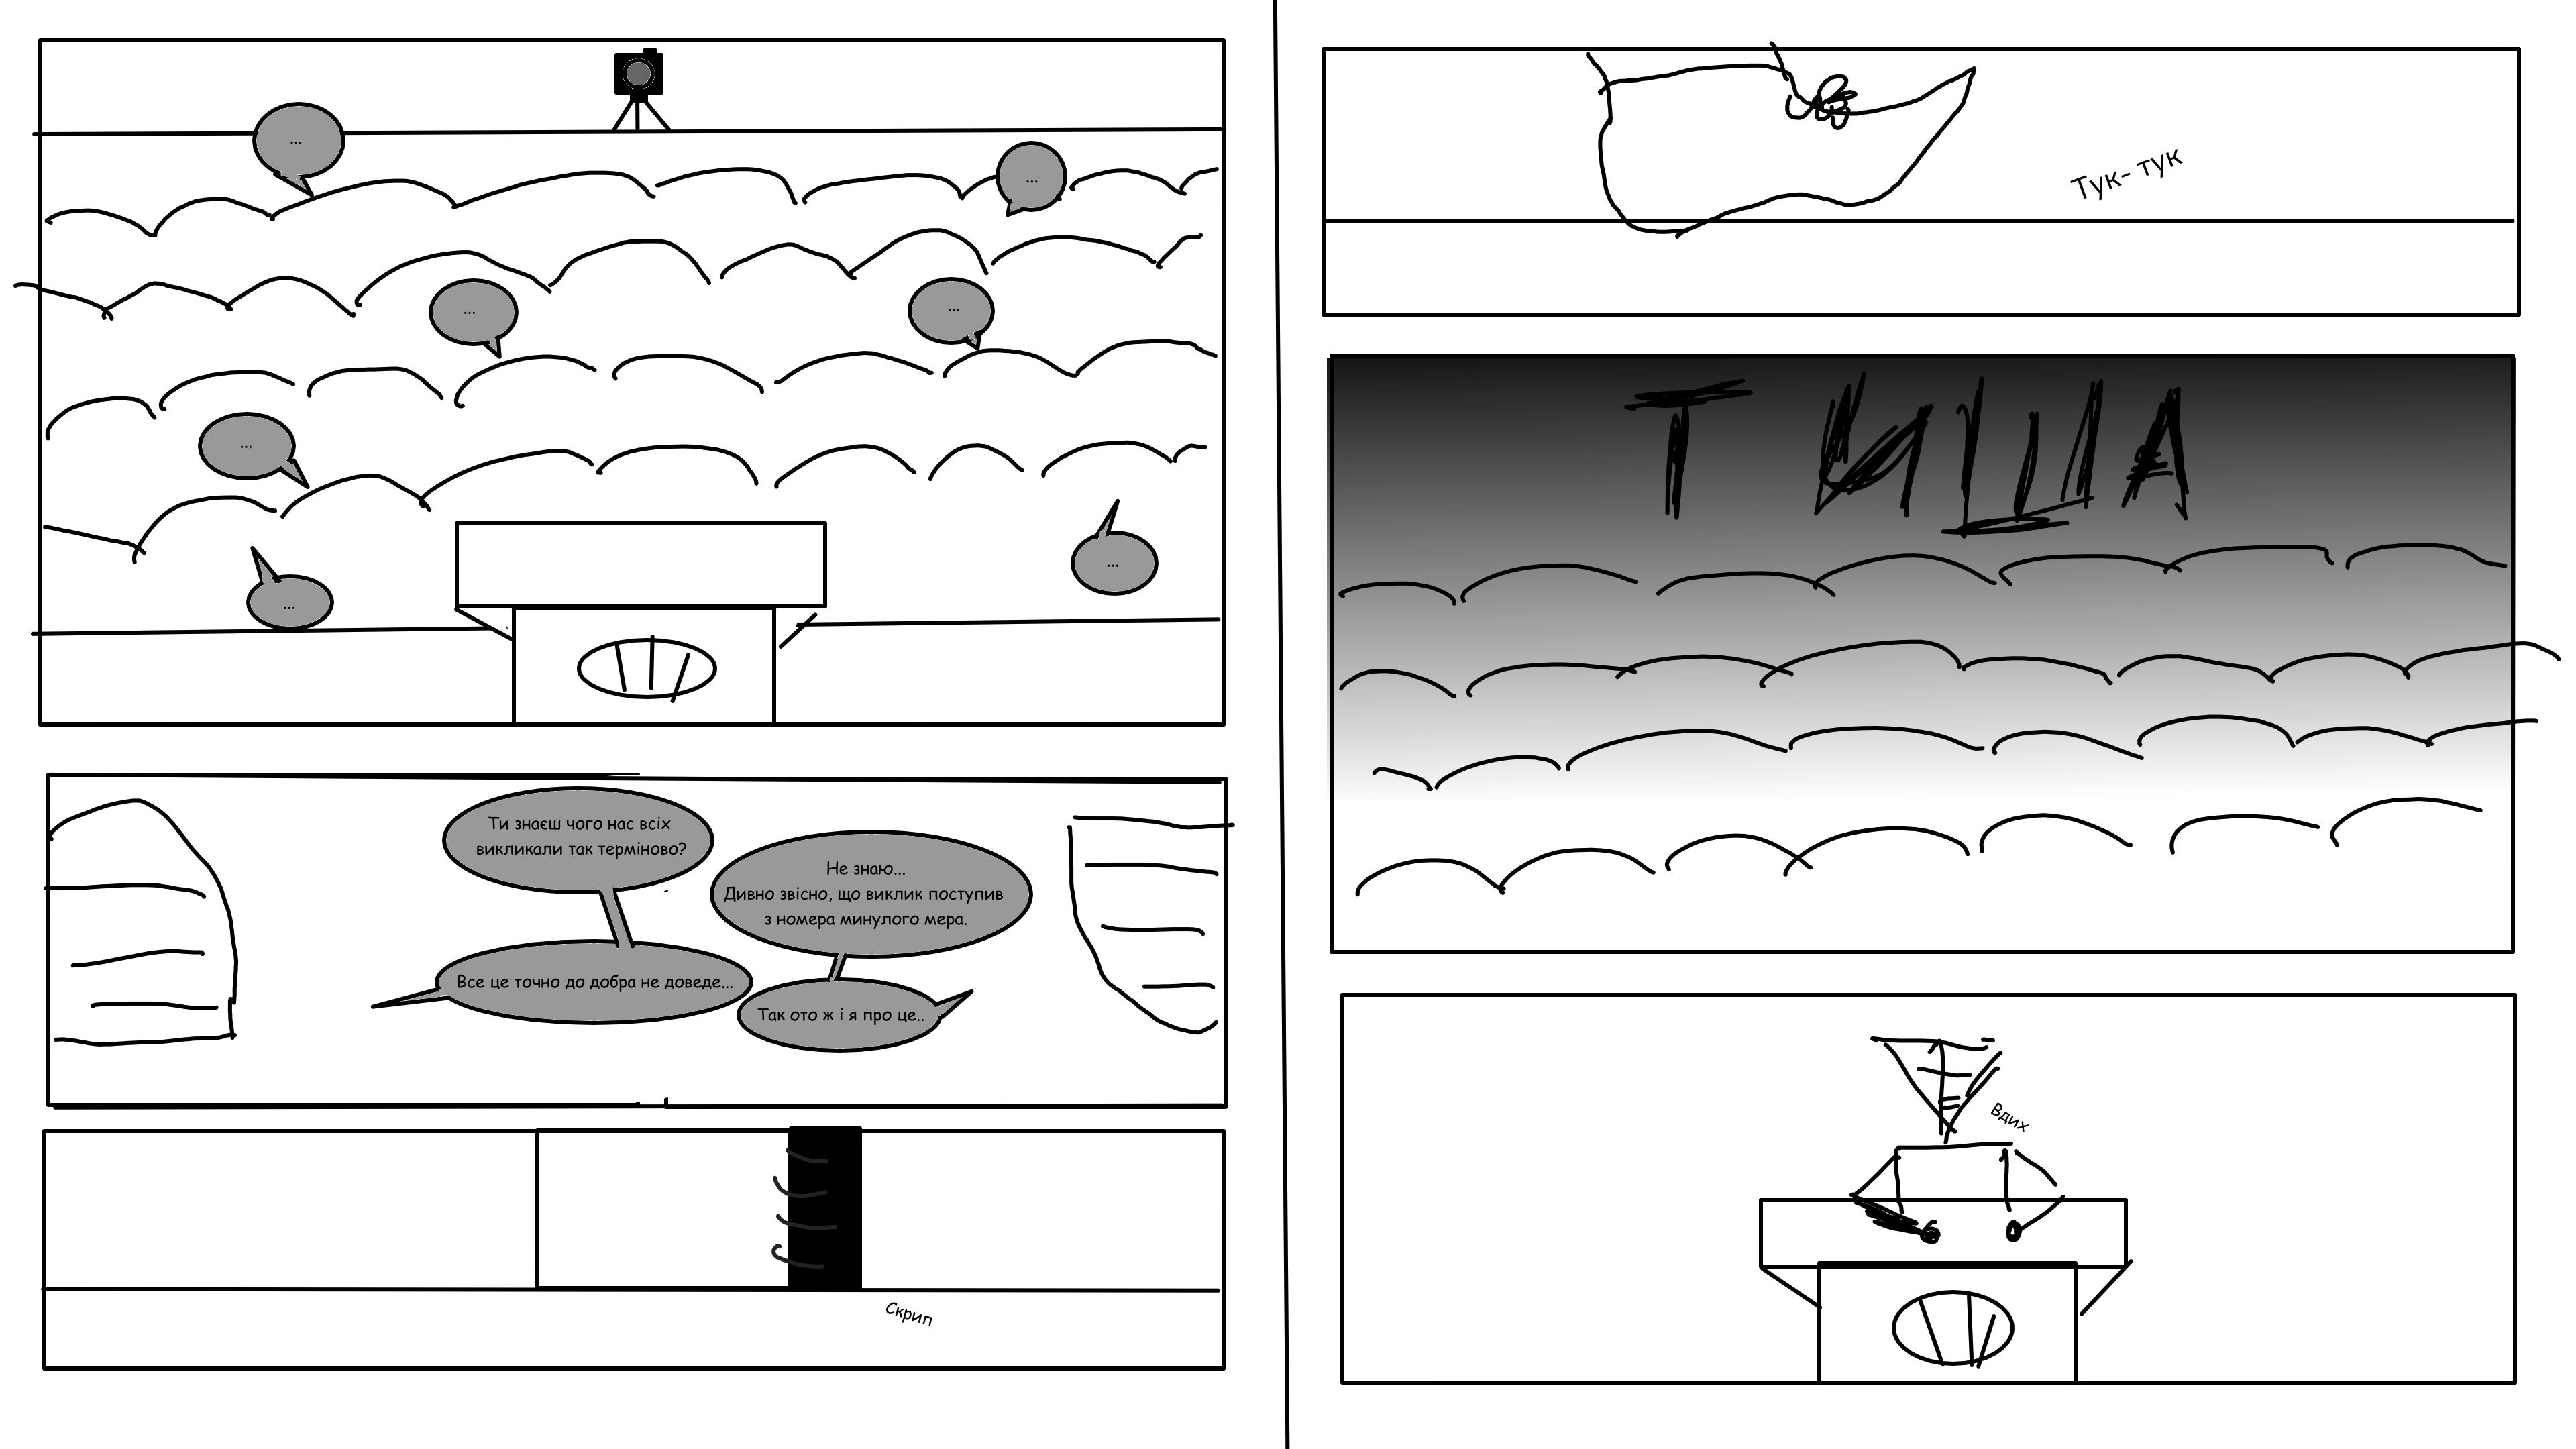 ...
...
...
...
...
...
...
Ти знаєш чого нас всіх
викликали так терміново?
Не знаю...
Дивно звісно, що виклик поступив
з номера минулого мера.
Все це точно до добра не доведе...
Так ото ж і я про це..
Скрип
Тук- тук
ТИША
Вдих